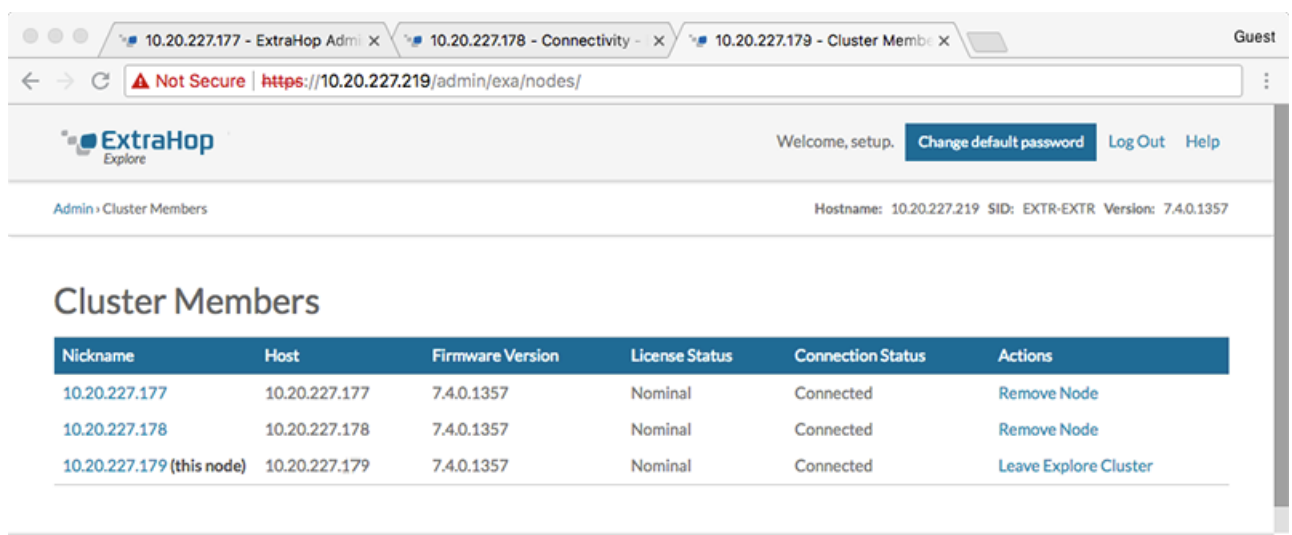 10.20.227.177 - ExtraHop Admi 10.20.227.178 - Connectivity - 10.20.227.179 - Cluster Membe Guest
Not Secure | https://10.20.227.219/admin/exa/nodes/
ExtraHop Welcome, setup. Change default password Log Out Help
Explore
Admin › Cluster Members Hostname: 10.20.227.219 SID: EXTR-EXTR Version: 7.4.0.1357
Cluster Members
Nickname Host Firmware Version License Status Connection Status Actions
10.20.227.177 10.20.227.177 7.4.0.1357 Nominal Connected Remove Node
10.20.227.178 10.20.227.178 7.4.0.1357 Nominal Connected Remove Node
10.20.227.179 (this node) 10.20.227.179 7.4.0.1357 Nominal Connected Leave Explore Cluster